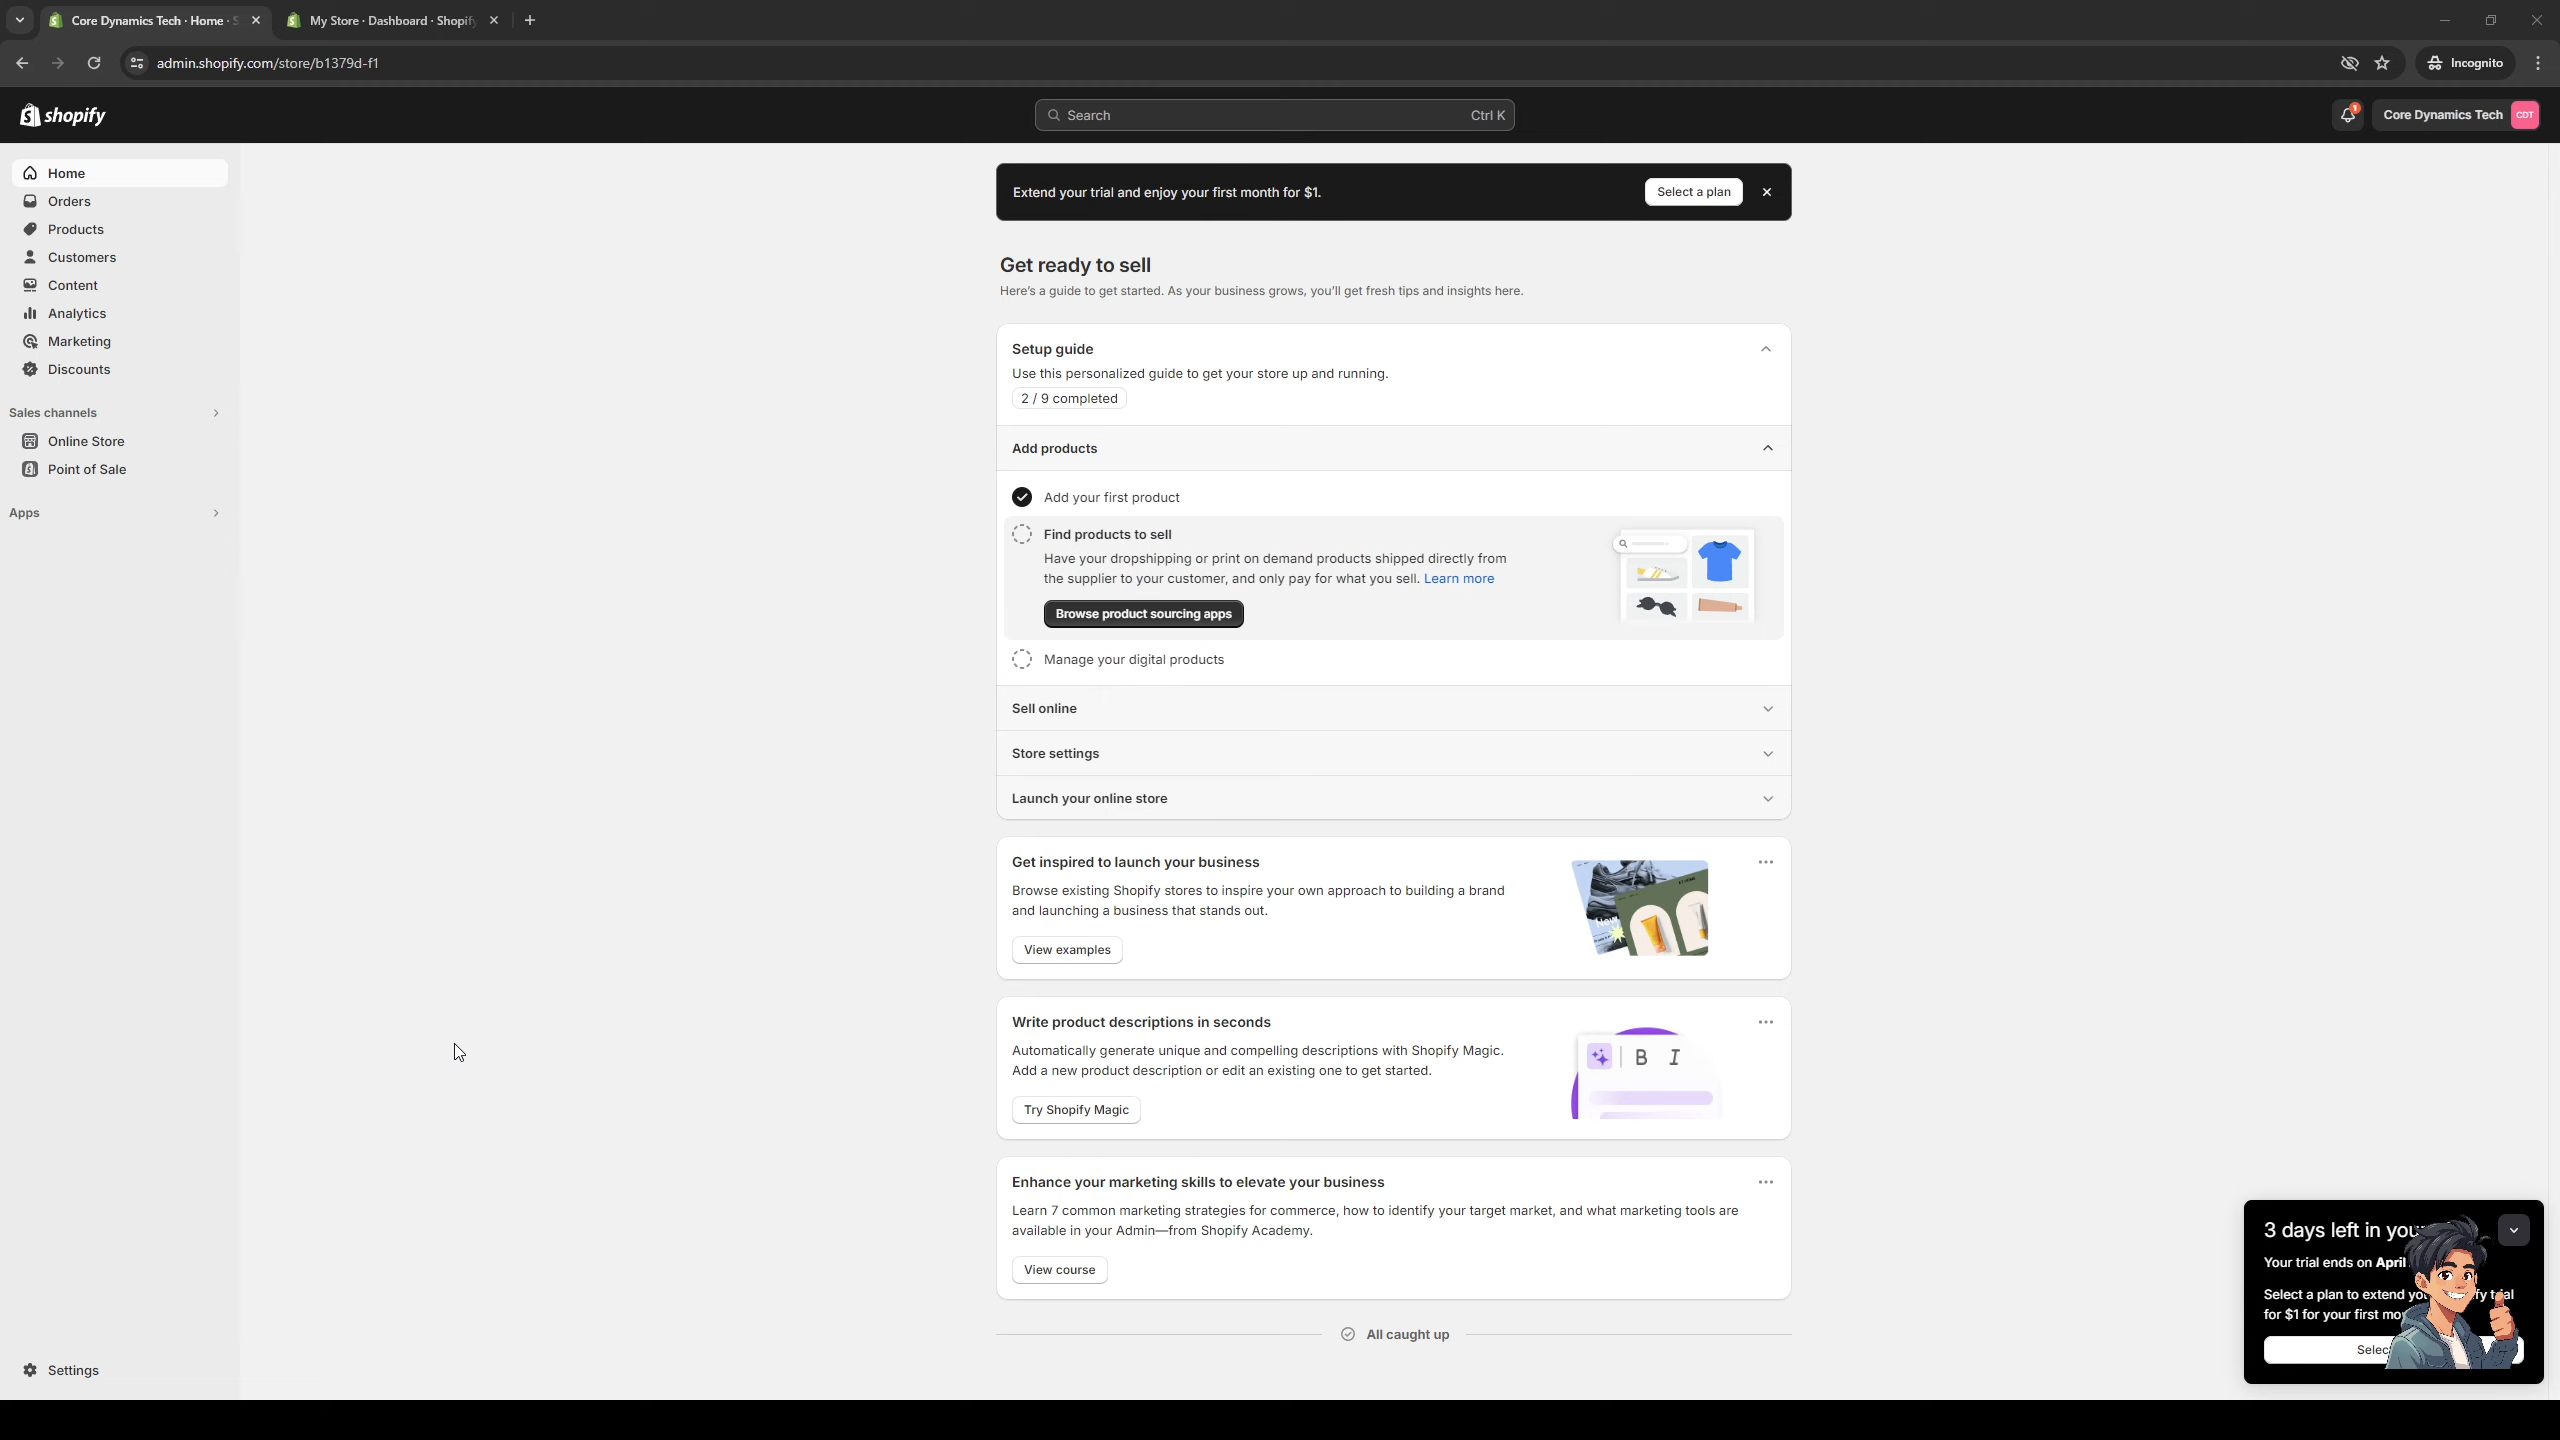 Core Dynamics Tech · Home ·
My Store · Dashboard · Shopify
admin.shopify.com/store/b1379d-f1
Incognito
shopify
Search
Ctrl K
1
Core Dynamics Tech
CDT
Home
Orders
Products
Customers
Content
Analytics
Marketing
Discounts
Sales channels
Online Store
Point of Sale
Apps
Settings
Extend your trial and enjoy your first month for $1.
Select a plan
Get ready to sell
Here's a guide to get started. As your business grows, you'll get fresh tips and insights here.
Setup guide
Use this personalized guide to get your store up and running.
2 / 9 completed
Add products
Add your first product
Find products to sell
Have your dropshipping or print on demand products shipped directly from
the supplier to your customer, and only pay for what you sell. Learn more
Browse product sourcing apps
Manage your digital products
Sell online
Store settings
Launch your online store
Get inspired to launch your business
Browse existing Shopify stores to inspire your own approach to building a brand
and launching a business that stands out.
View examples
New
Write product descriptions in seconds
Automatically generate unique and compelling descriptions with Shopify Magic.
Add a new product description or edit an existing one to get started.
Try Shopify Magic
B I
Enhance your marketing skills to elevate your business
Learn 7 common marketing strategies for commerce, how to identify your target market, and what marketing tools are
available in your Admin—from Shopify Academy.
View course
All caught up
3 days left in
Your trial ends on April
Select a plan to extend
for $1 for your first